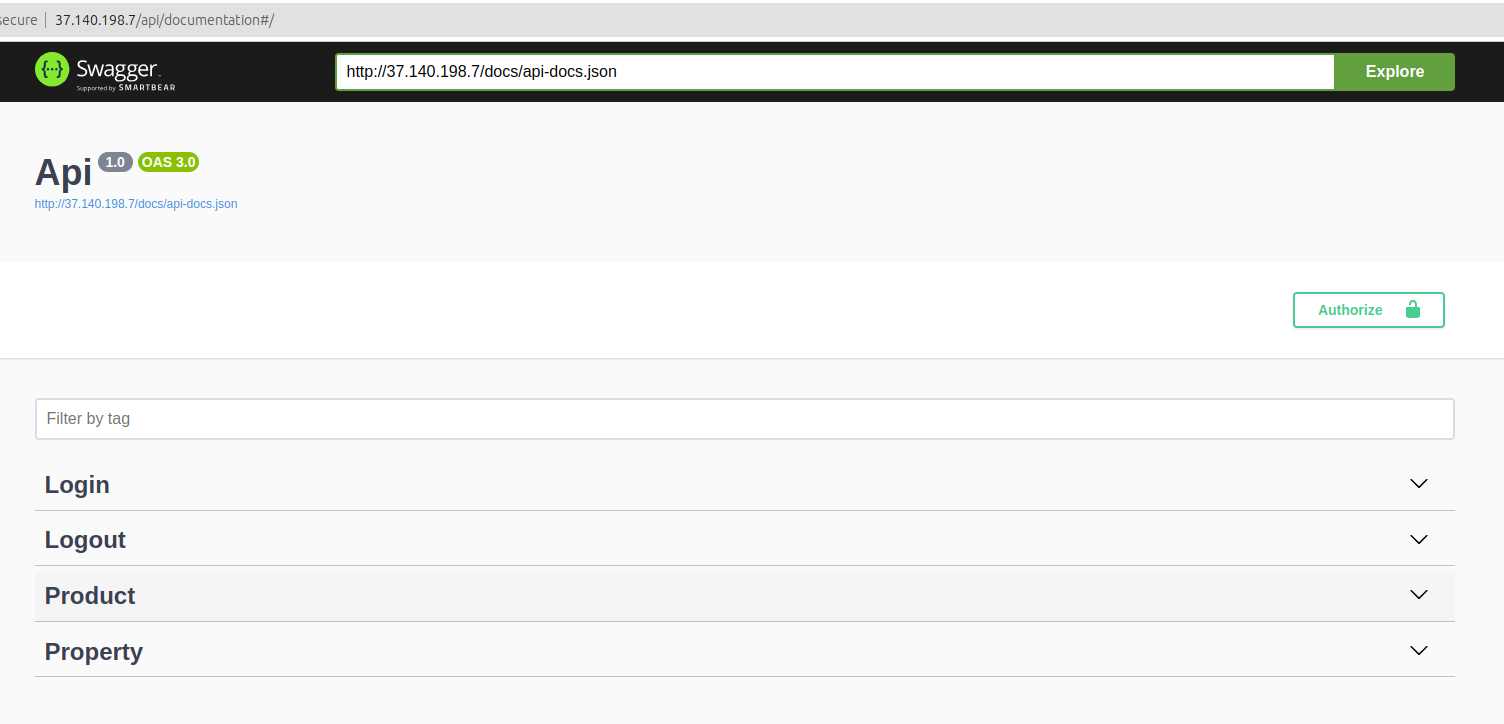 secure | 37.140.198.7/api/documentation#/
{···} Swagger™ http://37.140.198.7/docs/api-docs.json Explore
Supported by SMARTBEAR
Api 1.0 OAS 3.0
http://37.140.198.7/docs/api-docs.json
Authorize
Filter by tag
Login
Logout
Product
Property